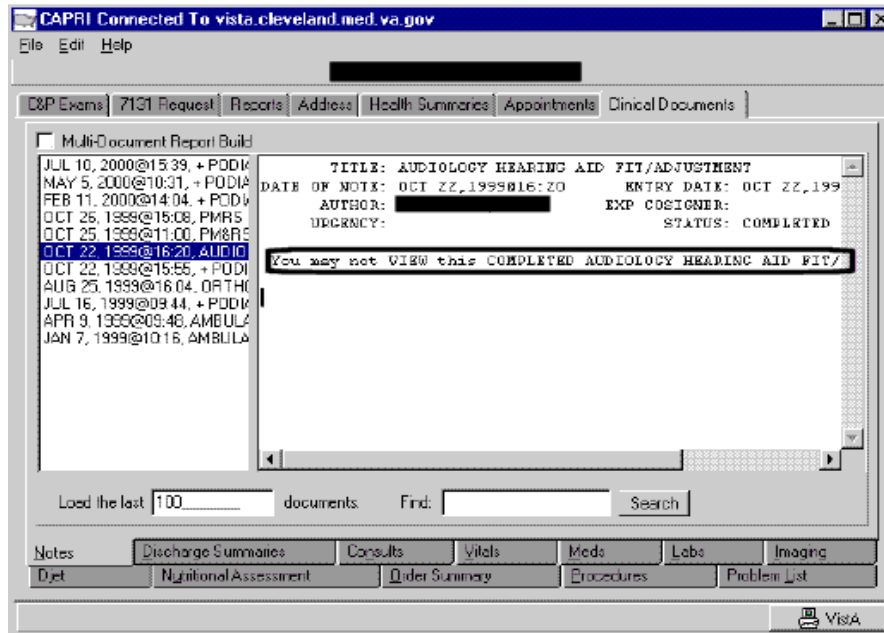 CAPRI Connected To vista.cleveland.med.va.gov
File Edit Help
C&P Exams 7131 Request Reports Address Health Summaries Appointments Clinical Documents
Multi-Document Report Build
JUL 10, 2000@15:39, + PODIA
MAY 5, 2000@10:31, + PODIA
FEB 11, 2000@14:04, + PODIA
OCT 26, 1999@15:08, PMRS
OCT 25, 1999@11:00, PM&RS
OCT 22, 1999@16:20, AUDIO
OCT 22, 1999@15:55, + PODI
AUG 25, 1999@16:04, ORTHO
JUL 16, 1999@09:44, + PODIA
APR 9, 1999@09:48, AMBULA
JAN 7, 1999@10:16, AMBULA
TITLE: AUDIOLOGY HEARING AID FIT/ADJUSTMENT
DATE OF NOTE: OCT 22,1999@16:20 ENTRY DATE: OCT 22,199
AUTHOR: EXP COSIGNER:
URGENCY: STATUS: COMPLETED
You may not VIEW this COMPLETED AUDIOLOGY HEARING AID FIT/
Load the last 100 documents. Find: Search
Notes Discharge Summaries Consults Vitals Meds Labs Imaging
Diet Nutritional Assessment Order Summary Procedures Problem List
VistA